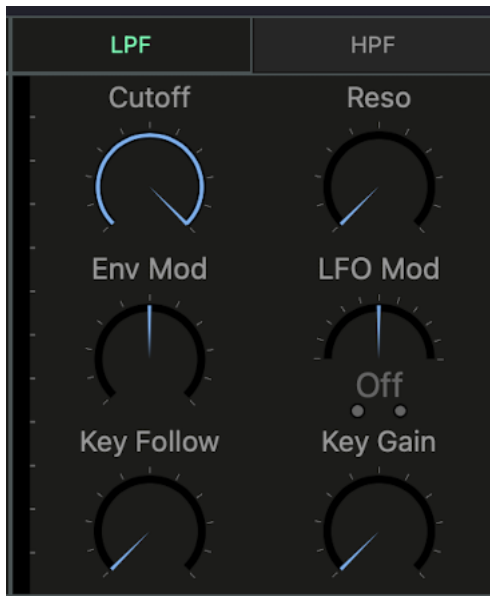 LPF HPF
Cutoff Reso
Env Mod LFO Mod
Off
Key Follow Key Gain